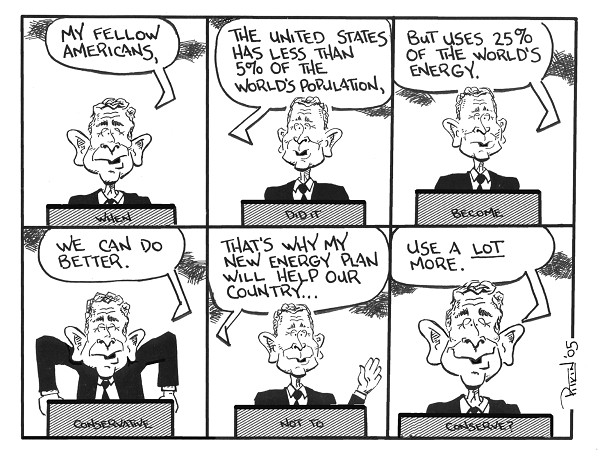 MY FELLOW
AMERICANS,
WHEN
THE UNITED STATES
HAS LESS THAN
5% OF THE
WORLD'S POPULATION,
DID IT
BUT USES 25%
OF THE WORLD'S
ENERGY.
BECOME
WE CAN DO
BETTER.
CONSERVATIVE
THAT'S WHY MY
NEW ENERGY PLAN
WILL HELP OUR
COUNTRY...
NOT TO
USE A LOT
MORE.
CONSERVE?
'05